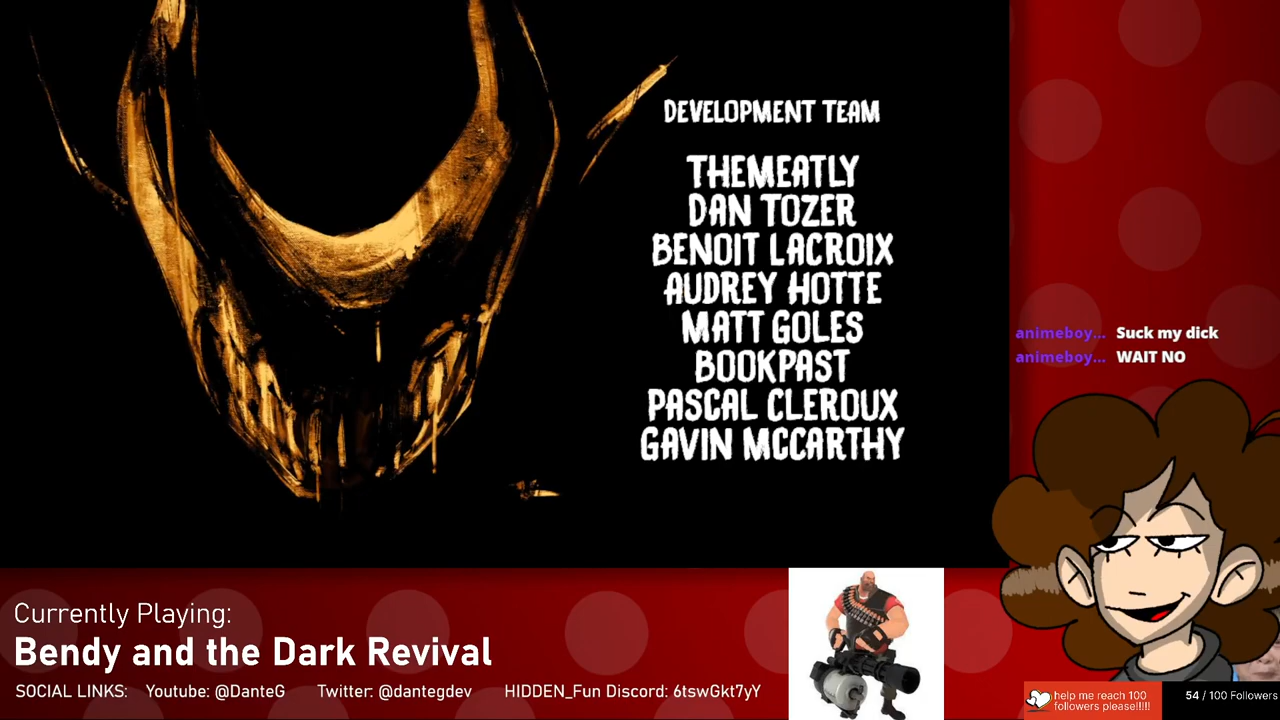 DEVELOPMENT TEAM
THEMEATLY
DAN TOZER
BENOIT LACROIX
AUDREY HOTTE
MATT GOLES
BOOKPAST
PASCAL CLEROUX
GAVIN MCCARTHY
animeboy... Suck my dick
animeboy... WAIT NO
Currently Playing:
Bendy and the Dark Revival
SOCIAL LINKS: Youtube: @DanteG Twitter: @dantegdev HIDDEN_Fun Discord: 6tswGkt7yY
help me reach 100
followers please!!!!!
54 / 100 Followers